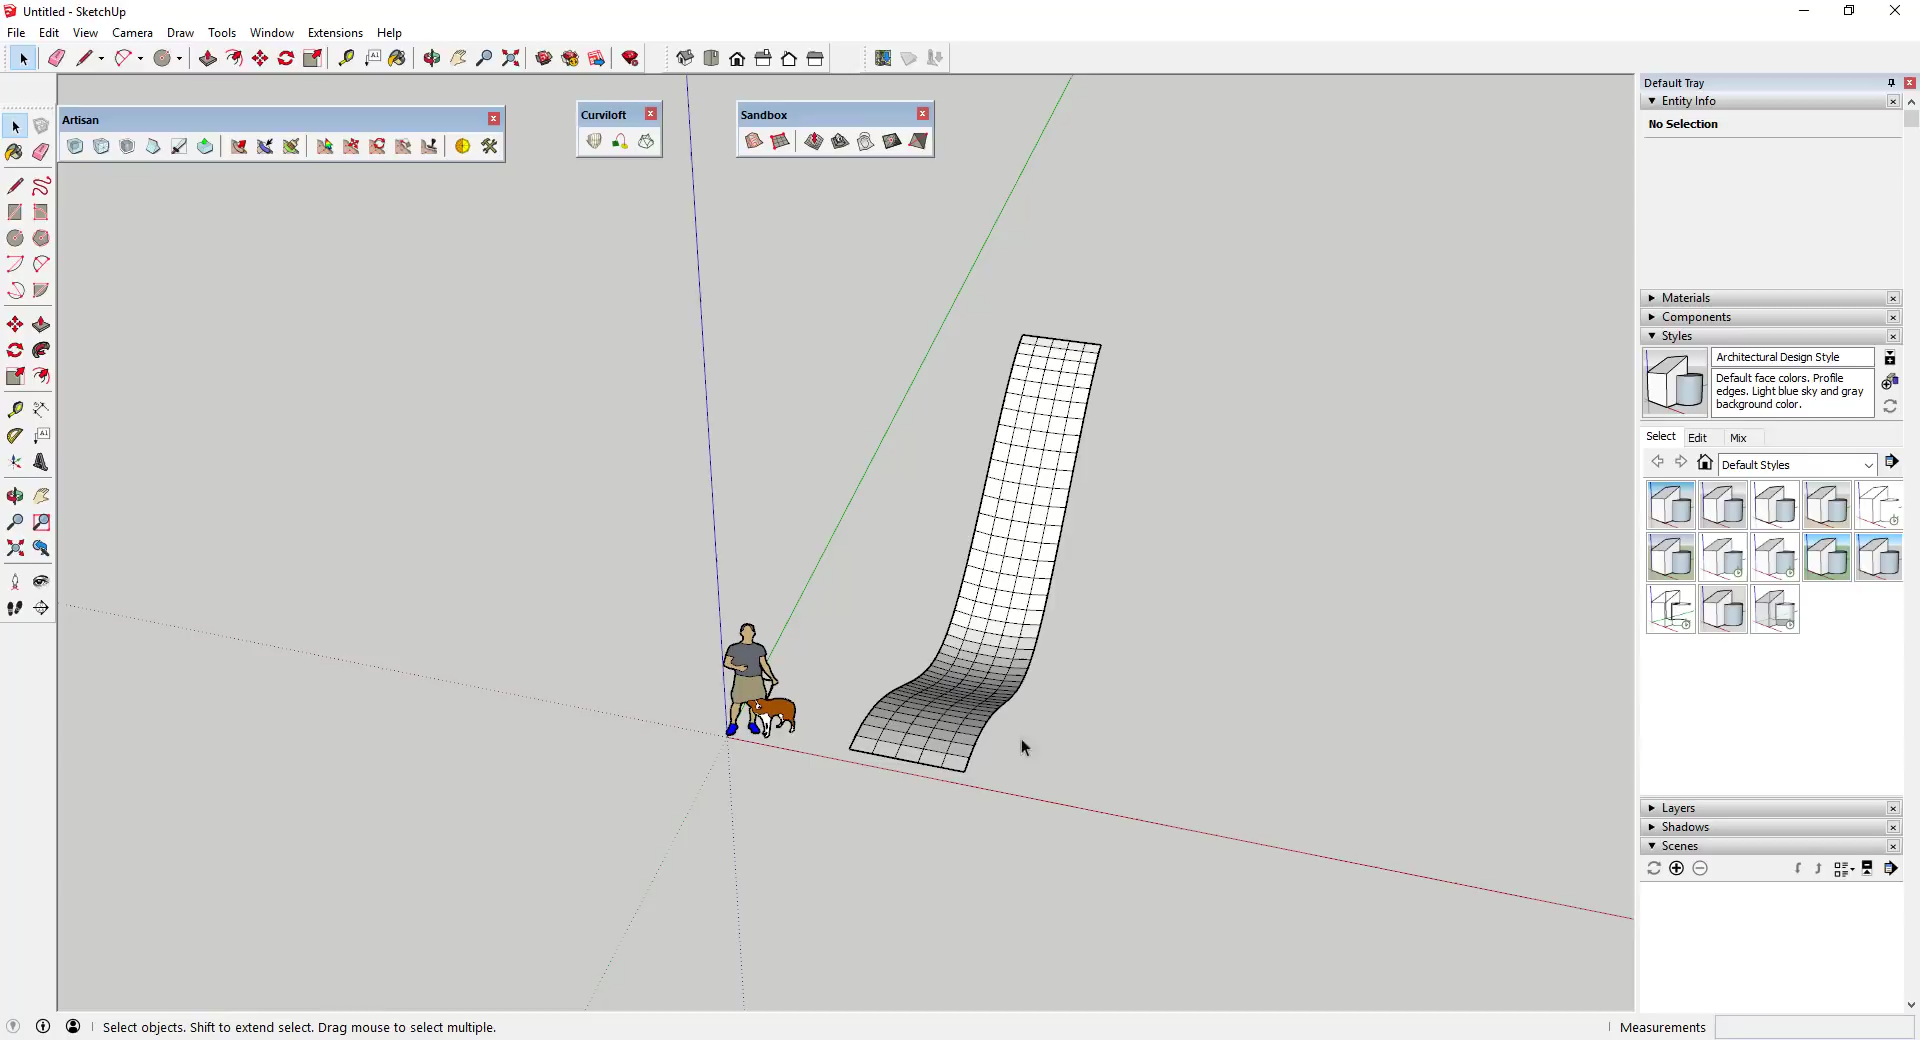 Untitled - SketchUp
File Edit View Camera Draw Tools Window Extensions Help
Default Tray
Entity Info
No Selection
Artisan
Curviloft
Sandbox
Materials
Components
Styles
Architectural Design Style
Default face colors. Profile
edges. Light blue sky and gray
background color.
Select Edit Mix
Default Styles
Layers
Shadows
Scenes
Select objects. Shift to extend select. Drag mouse to select multiple.
Measurements